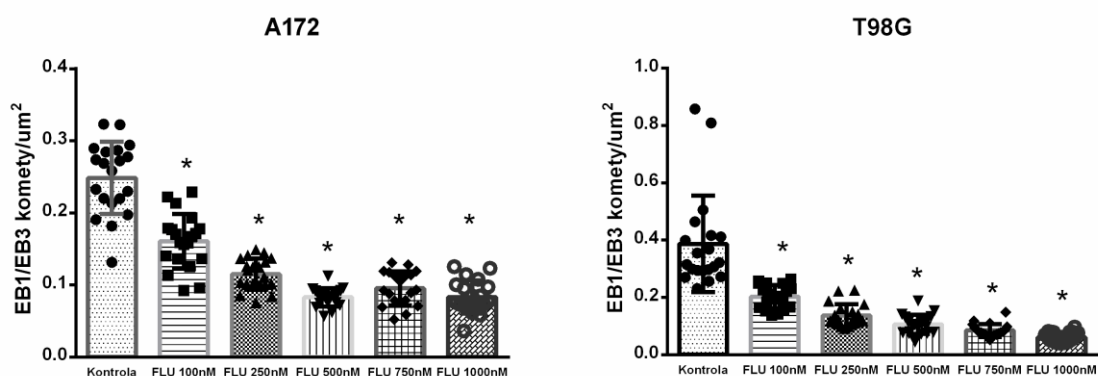 A172
EB1/EB3 komety/um²
0.4
0.3
0.2
0.1
0.0
* * * * *
Kontrola FLU 100nM FLU 250nM FLU 500nM FLU 750nM FLU 1000nM
T98G
EB1/EB3 komety/um²
1.0
0.8
0.6
0.4
0.2
0.0
* * * * *
Kontrola FLU 100nM FLU 250nM FLU 500nM FLU 750nM FLU 1000nM